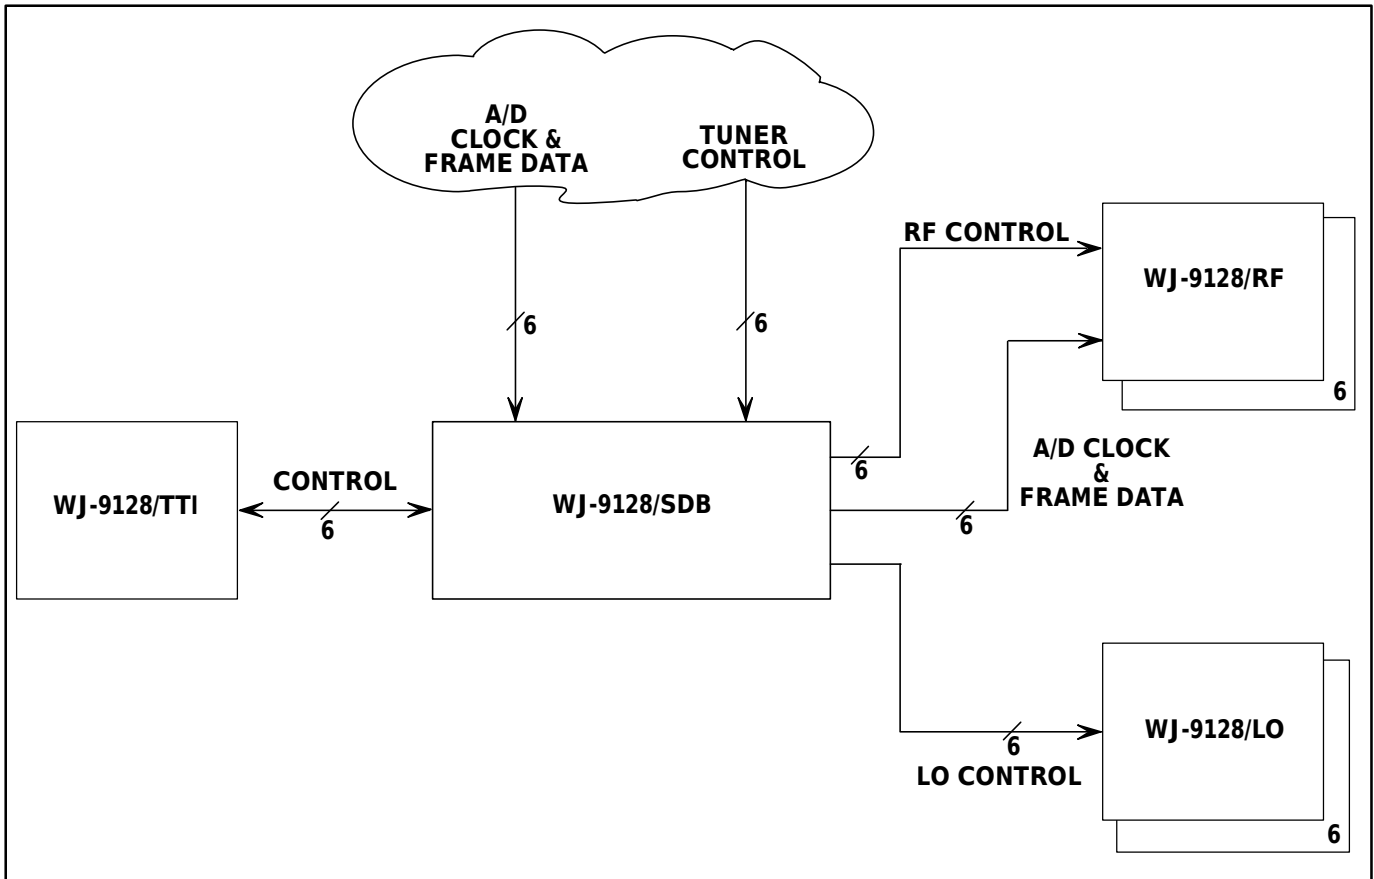 A/D
CLOCK &
FRAME DATA
TUNER
CONTROL
6
6
RF CONTROL
WJ-9128/RF
6
WJ-9128/TTI
CONTROL
6
WJ-9128/SDB
6
6
A/D CLOCK
&
FRAME DATA
6
LO CONTROL
WJ-9128/LO
6